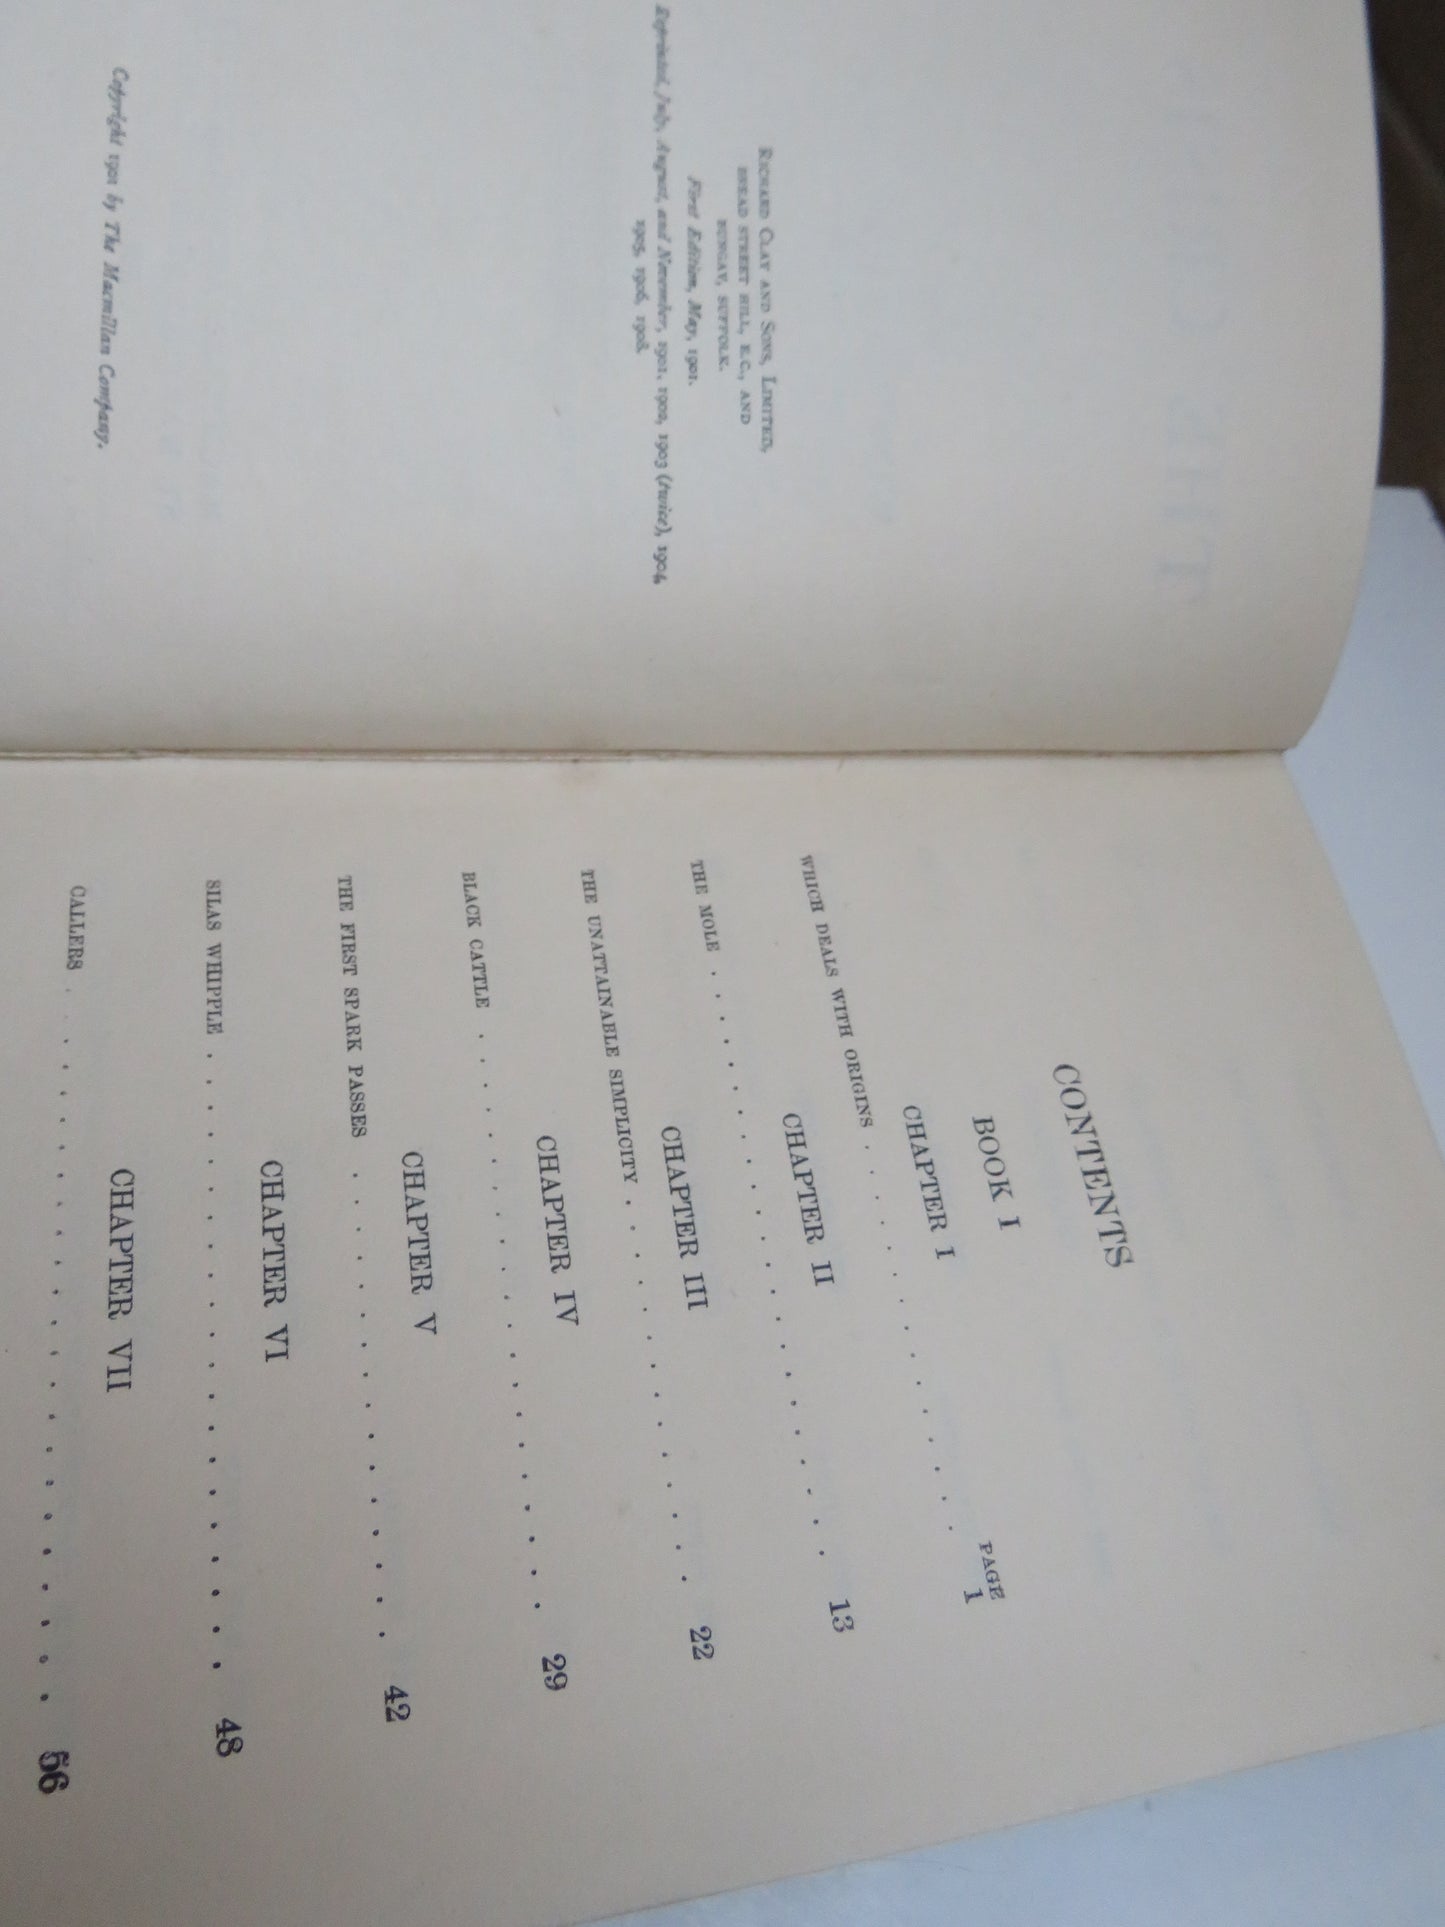 RICHARD CLAY AND SONS, LIMITED,
BREAD STREET HILL, E.C., AND
BUNGAY, SUFFOLK.
First Edition, May, 1901.
Reprinted, July, August, and November, 1901, 1902, 1903 (twice), 1904,
1905, 1906, 1908.
Copyright 1901 by The Macmillan Company.
CONTENTS
BOOK I
CHAPTER I
PAGE
WHICH DEALS WITH ORIGINS . . . . . . . . . . . . 1
CHAPTER II
THE MOLE . . . . . . . . . . . . . . . . . . . . 13
CHAPTER III
THE UNATTAINABLE SIMPLICITY . . . . . . . . . . . . 22
CHAPTER IV
BLACK CATTLE . . . . . . . . . . . . . . . . . . . 29
CHAPTER V
THE FIRST SPARK PASSES . . . . . . . . . . . . . . 42
CHAPTER VI
SILAS WHIPPLE . . . . . . . . . . . . . . . . . . 48
CHAPTER VII
CALLERS . . . . . . . . . . . . . . . . . . . . . 56